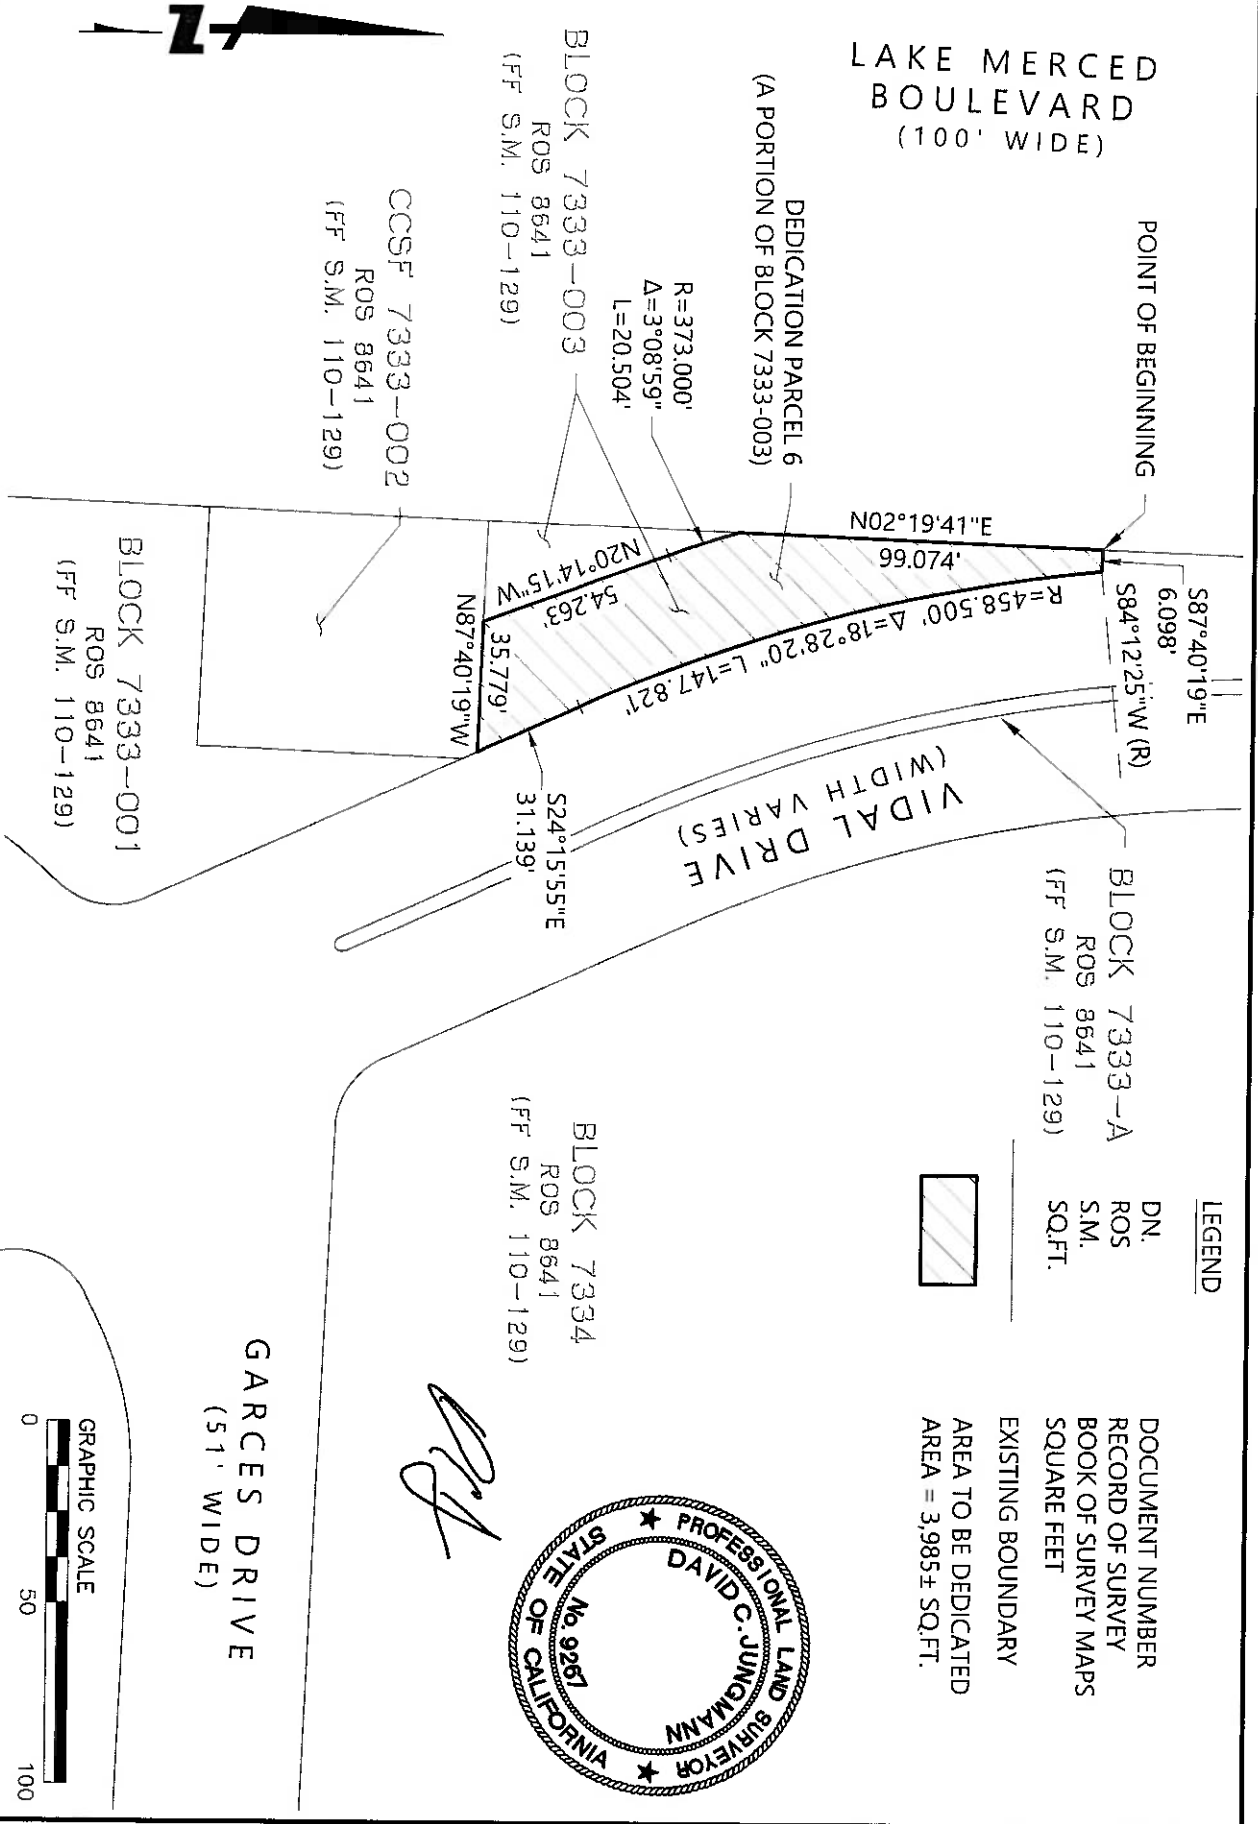 LAKE MERCED
BOULEVARD
(100' WIDE)
POINT OF BEGINNING
DEDICATION PARCEL 6
(A PORTION OF BLOCK 7333-003)
R=373.000'
Δ=3°08'59"
L=20.504'
BLOCK 7333-003
ROS 8641
(FF S.M. 110-129)
CCSF 7333-002
ROS 8641
(FF S.M. 110-129)
BLOCK 7333-001
ROS 8641
(FF S.M. 110-129)
S87°40'19"E
6.098'
S84°12'25"W (R)
N02°19'41"E
99.074'
R=458.500' Δ=18°28'20" L=147.821'
N20°14'15"W
54.263'
35.779'
N87°40'19"W
S24°15'55"E
31.139'
VIDAL DRIVE
(WIDTH VARIES)
BLOCK 7333-A
ROS 8641
(FF S.M. 110-129)
BLOCK 7334
ROS 8641
(FF S.M. 110-129)
GARCES DRIVE
(51' WIDE)
LEGEND
DN. DOCUMENT NUMBER
ROS RECORD OF SURVEY
S.M. BOOK OF SURVEY MAPS
SQ.FT. SQUARE FEET
EXISTING BOUNDARY
AREA TO BE DEDICATED
AREA = 3,985± SQ.FT.
PROFESSIONAL LAND SURVEYOR
DAVID C. JUNGMANN
No. 9267
STATE OF CALIFORNIA
GRAPHIC SCALE
0 50 100
Z